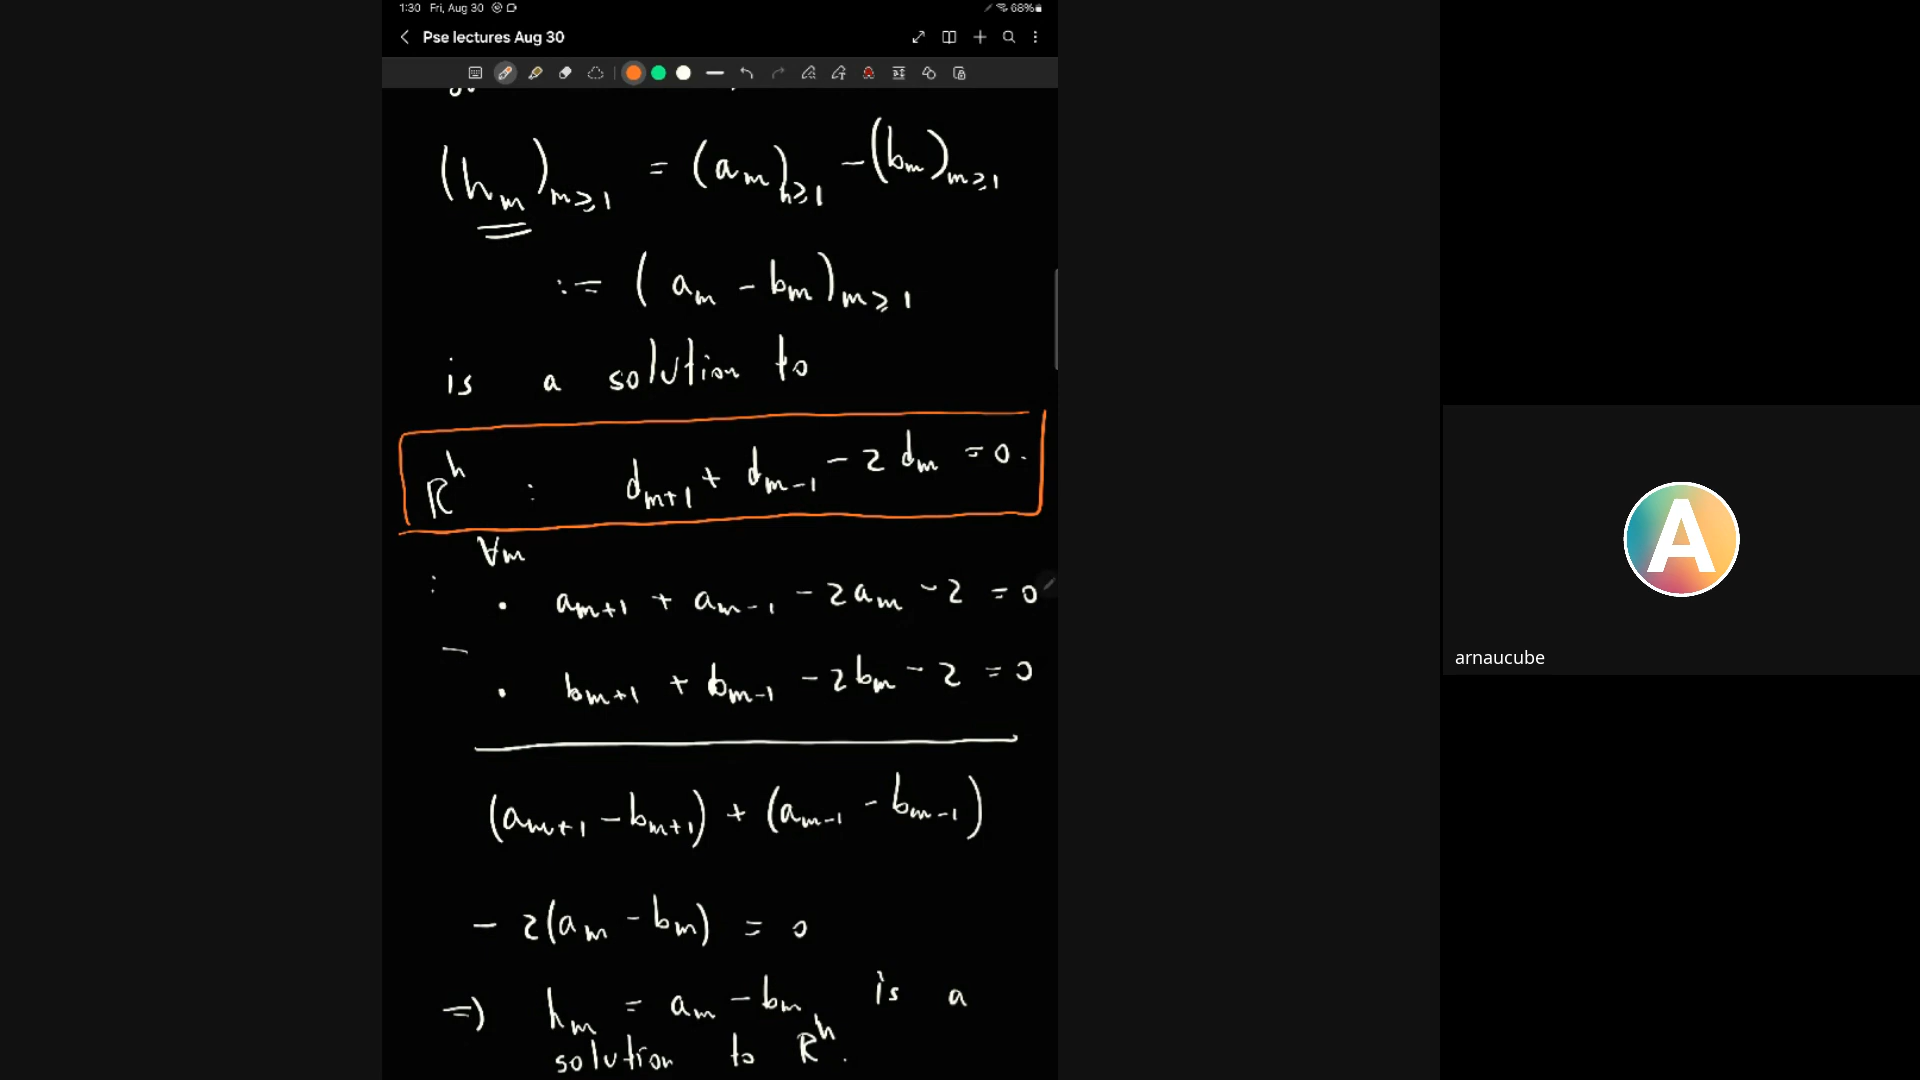 1:30 Fri, Aug 30
68%
Pse lectures Aug 30
(h_m)_{m≥1} = (a_m)_{n≥1} - (b_m)_{m≥1}
:= (a_m - b_m)_{m≥1}
is a solution to
R^h : d_{m+1} + d_{m-1} - 2 d_m = 0.
∀m
: • a_{m+1} + a_{m-1} - 2a_m - 2 = 0
— • b_{m+1} + b_{m-1} - 2b_m - 2 = 0
(a_{m+1} - b_{m+1}) + (a_{m-1} - b_{m-1})
- 2(a_m - b_m) = 0
=> h_m = a_m - b_m is a
solution to R^h.
A
arnaucube